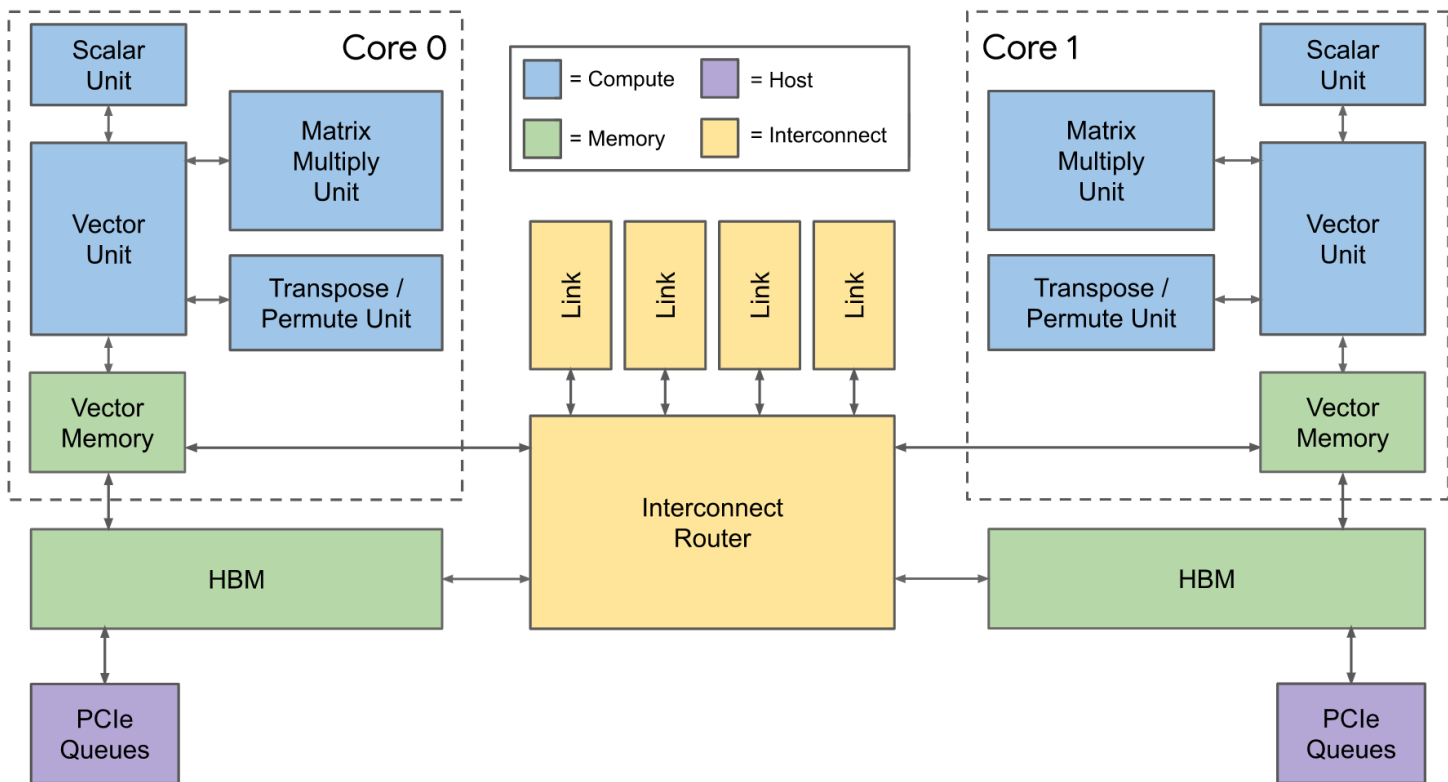 Core 0
Scalar
Unit
Matrix
Multiply
Unit
Vector
Unit
Transpose /
Permute Unit
Vector
Memory
HBM
PCIe
Queues
= Compute
= Host
= Memory
= Interconnect
Link
Link
Link
Link
Interconnect
Router
Core 1
Scalar
Unit
Matrix
Multiply
Unit
Vector
Unit
Transpose /
Permute Unit
Vector
Memory
HBM
PCIe
Queues